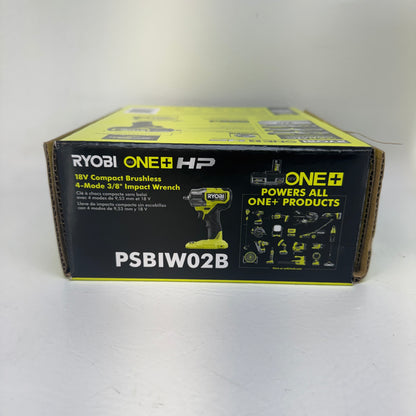 RYOBI ONE+ HP
18V Compact Brushless
4-Mode 3/8" Impact Wrench
Clé à chocs compacte sans balai
avec 4 modes de 9,53 mm et 18 V
Llave de impacto compacta sin escobillas
con 4 modos de 9,53 mm y 18 V
RYOBI
PSBIW02B
ONE+
POWERS ALL
ONE+ PRODUCTS